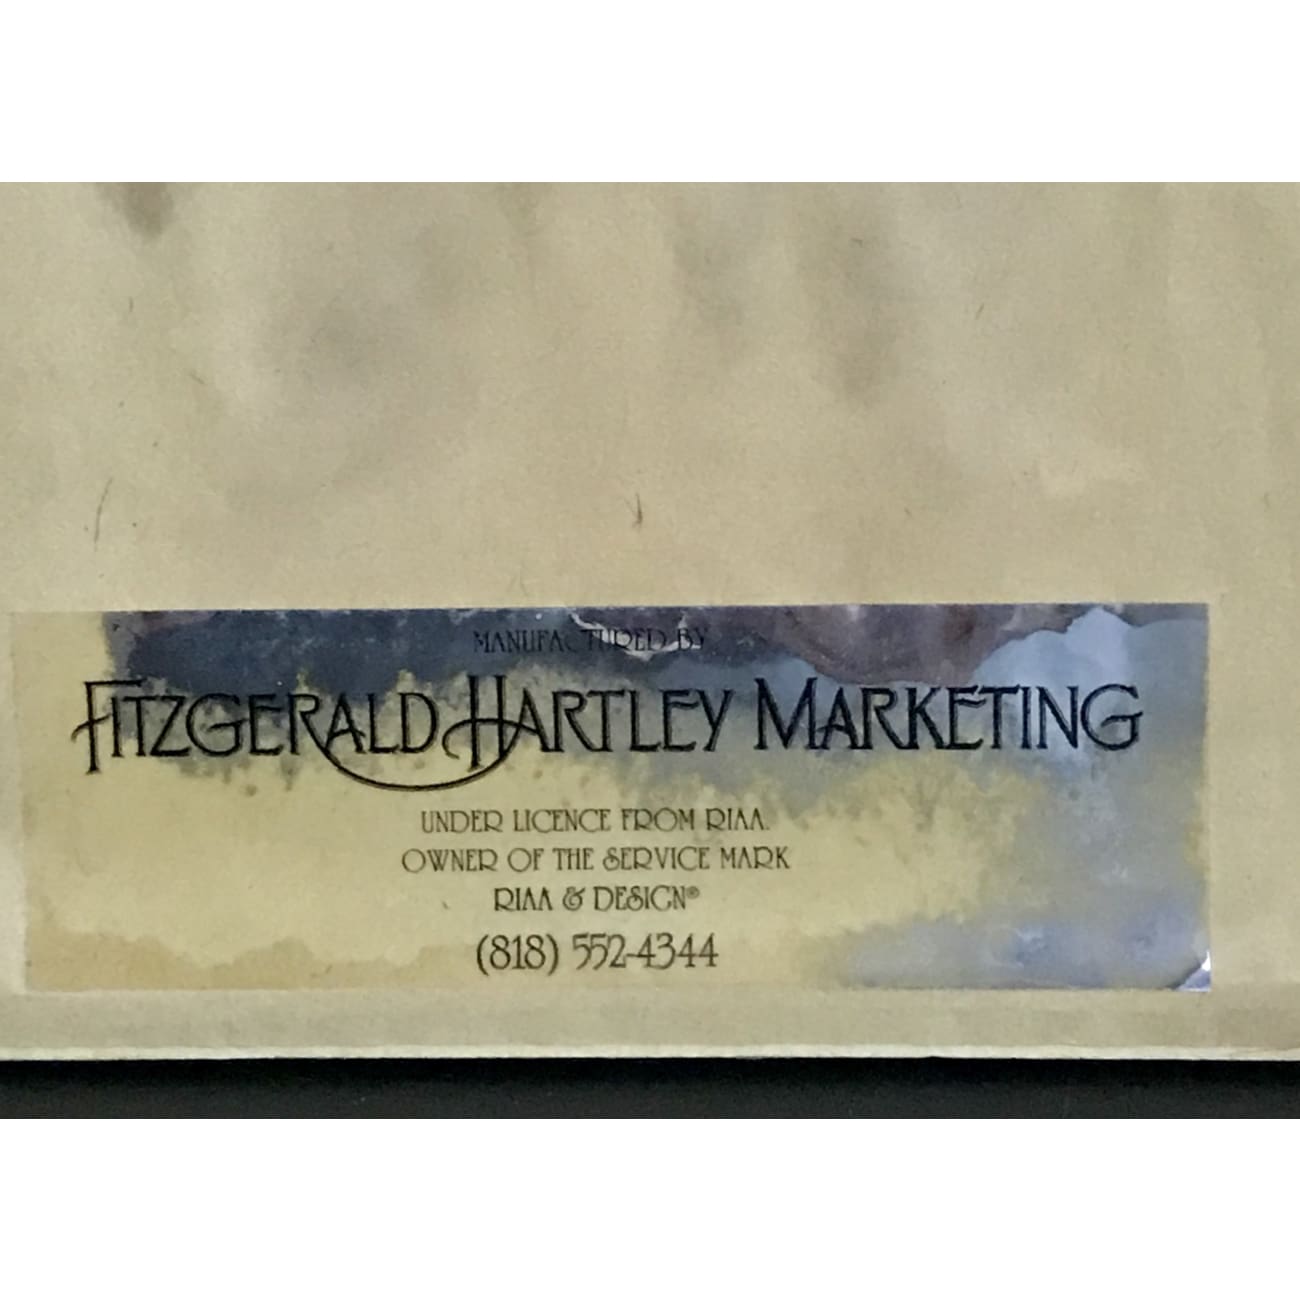 MANUFACTURED BY
FITZGERALD HARTLEY MARKETING
UNDER LICENCE FROM RIAA.
OWNER OF THE SERVICE MARK
RIAA & DESIGN®
(818) 552-4344